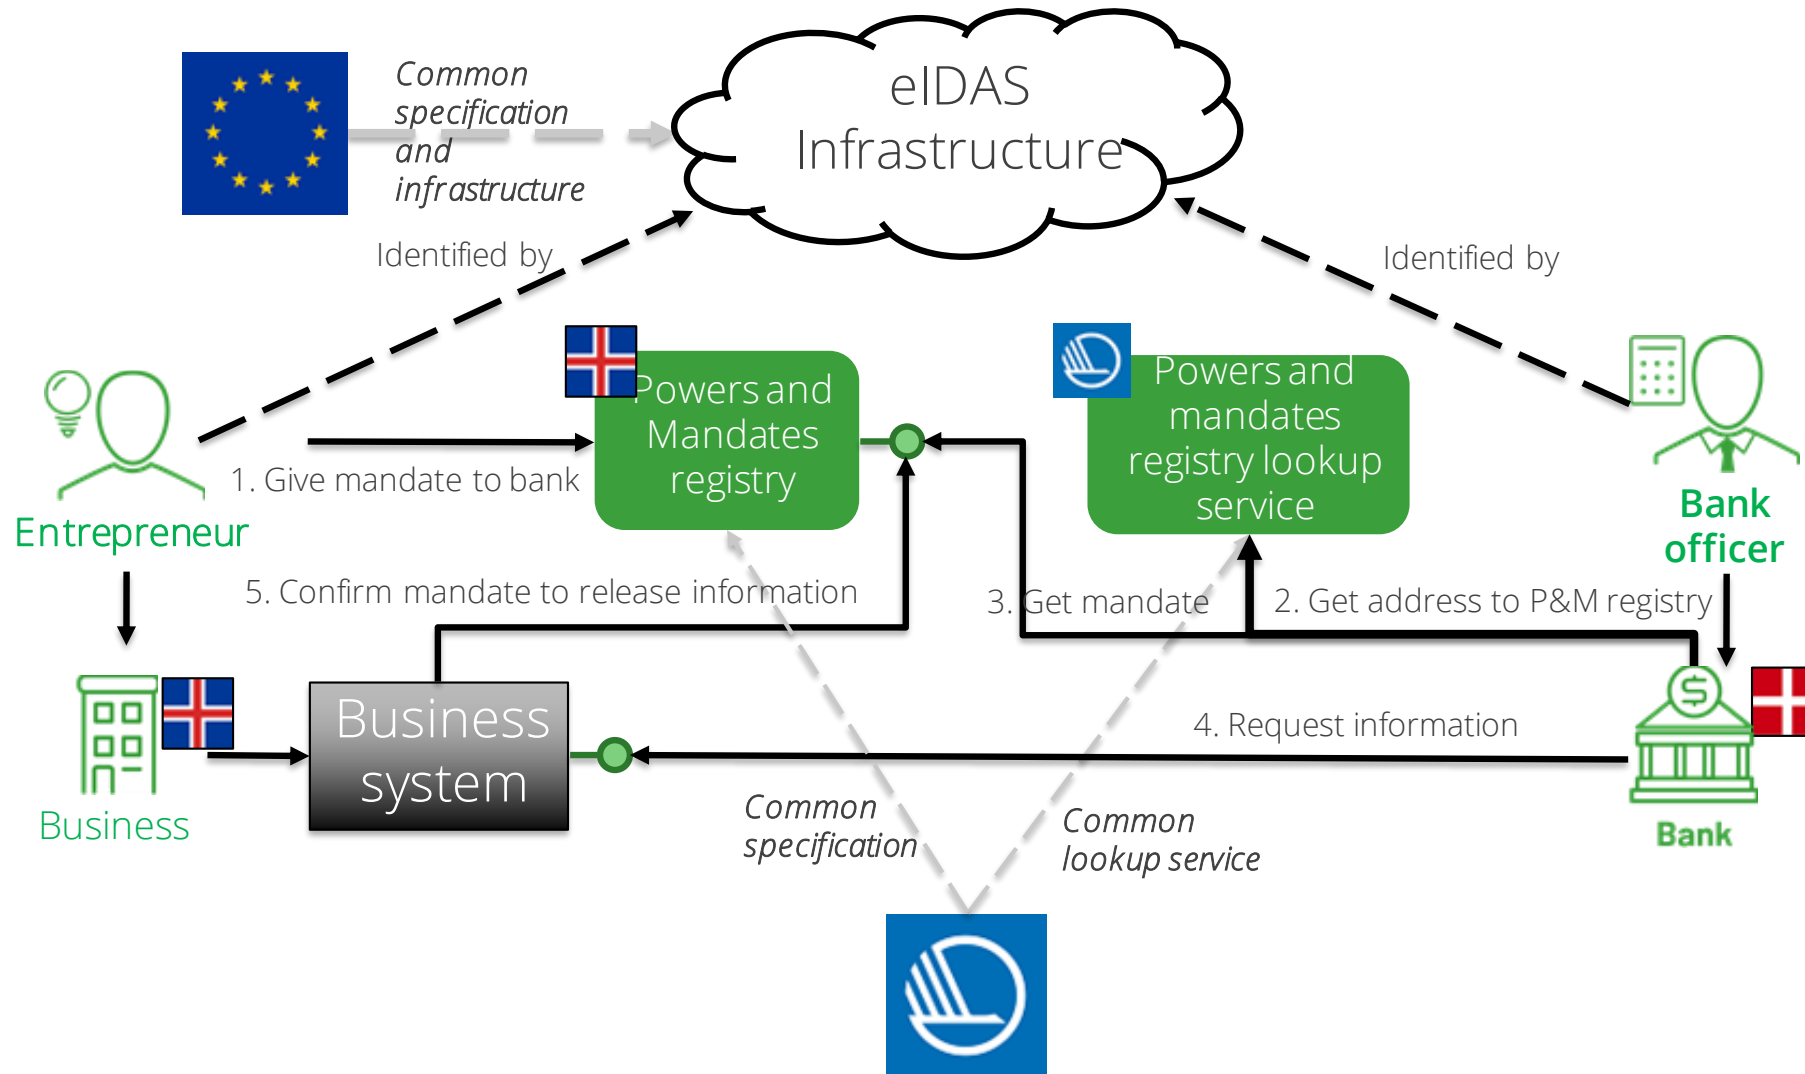 Common
specification
and
infrastructure
eIDAS
Infrastructure
Identified by
Identified by
Powers and
Mandates
registry
Powers and
mandates
registry lookup
service
1. Give mandate to bank
Entrepreneur
Bank
officer
5. Confirm mandate to release information
3. Get mandate
2. Get address to P&M registry
Business
system
4. Request information
Business
Common
specification
Common
lookup service
$
Bank